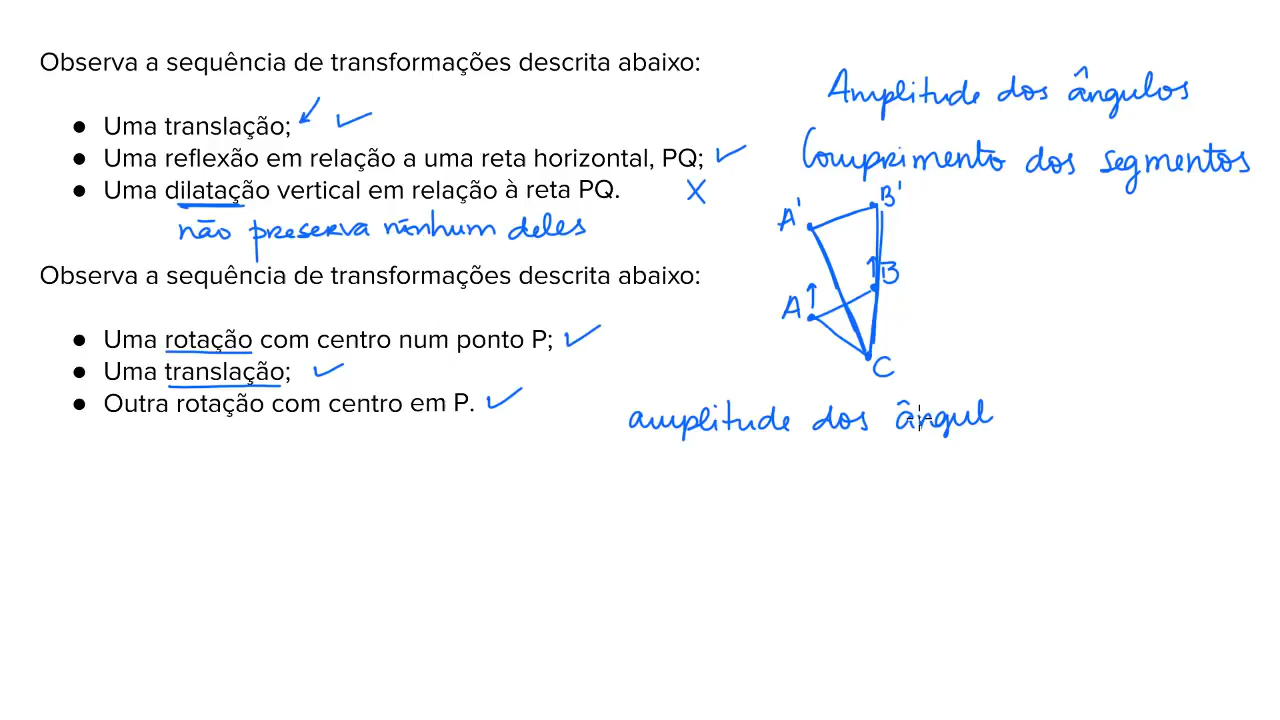 Observa a sequência de transformações descrita abaixo:
Amplitude dos ângulos
● Uma translação;
● Uma reflexão em relação a uma reta horizontal, PQ;
Comprimento dos segmentos
● Uma dilatação vertical em relação à reta PQ.
não preserva nenhum deles
A' B'
A B
C
Observa a sequência de transformações descrita abaixo:
● Uma rotação com centro num ponto P;
● Uma translação;
● Outra rotação com centro em P.
amplitude dos ângul